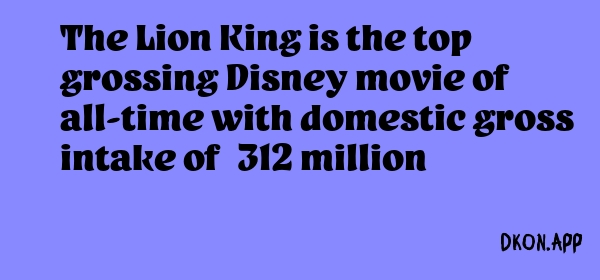 The Lion King is the top
grossing Disney movie of
all-time with domestic gross
intake of 312 million
DKON.APP